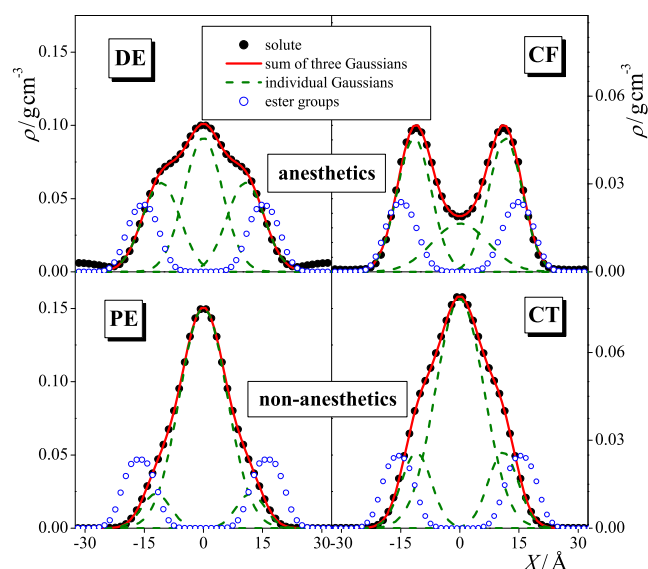 DE
CF
solute
sum of three Gaussians
individual Gaussians
ester groups
anesthetics
ρ/gcm⁻³
0.15
0.10
0.05
0.00
ρ/gcm⁻³
0.06
0.03
0.00
PE
CT
non-anesthetics
0.15
0.10
0.05
0.00
0.06
0.03
0.00
-30 -15 0 15 30
-30 -15 0 15 30
X/Å